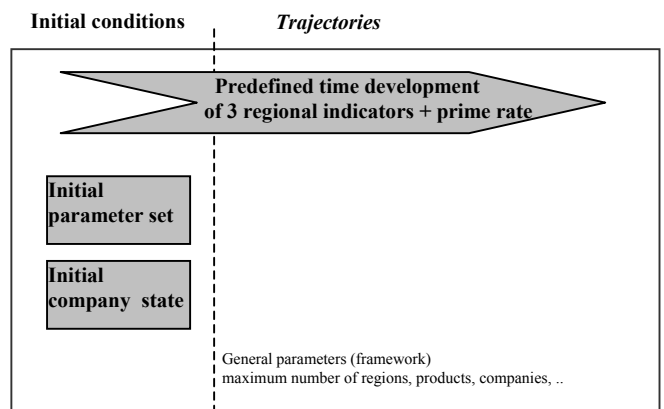 Initial conditions
Trajectories
Predefined time development
of 3 regional indicators + prime rate
Initial
parameter set
Initial
company state
General parameters (framework)
maximum number of regions, products, companies, ..